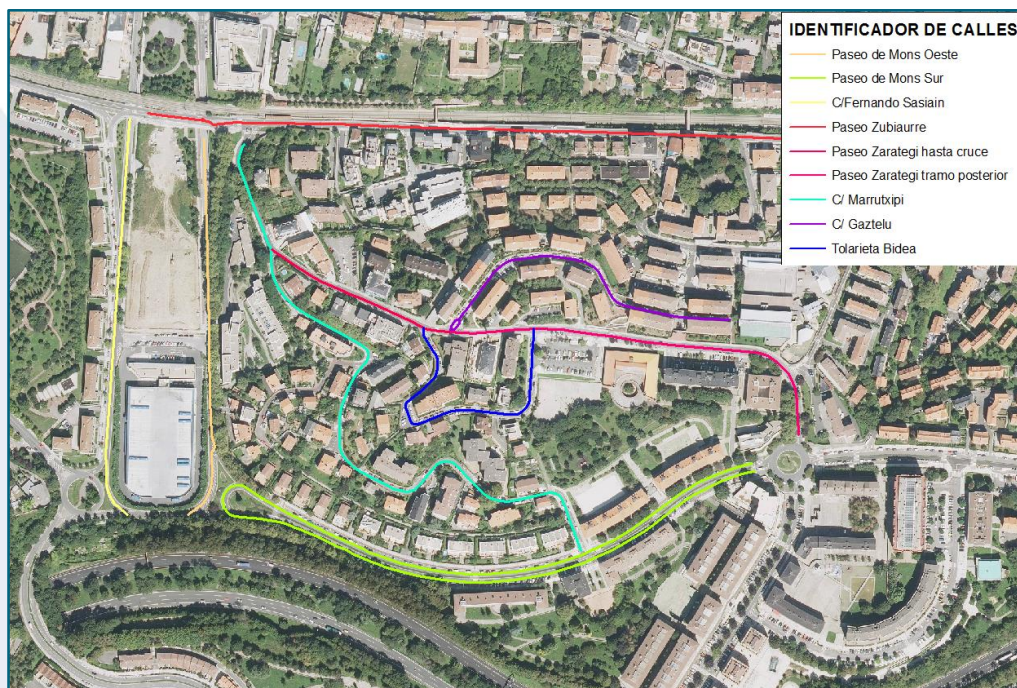 IDENTIFICADOR DE CALLES
Paseo de Mons Oeste
Paseo de Mons Sur
C/Fernando Sasiain
Paseo Zubiaurre
Paseo Zarategi hasta cruce
Paseo Zarategi tramo posterior
C/ Marrutxipi
C/ Gaztelu
Tolarieta Bidea